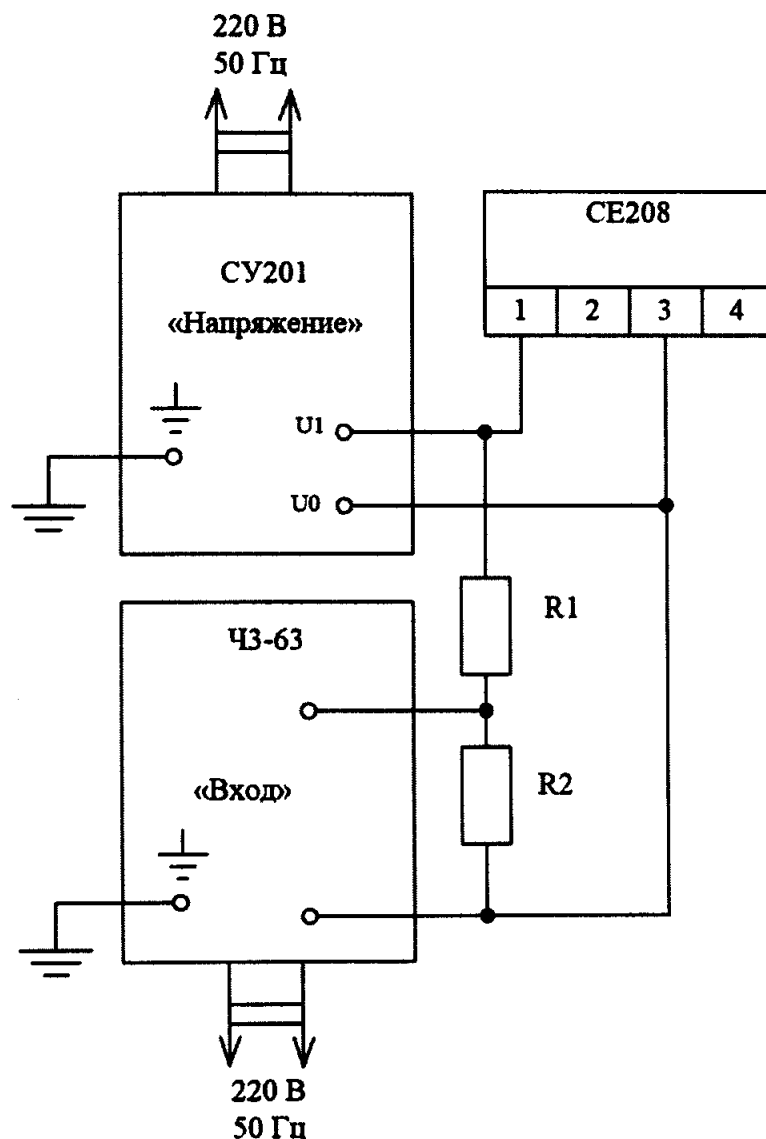 220 В
50 Гц
СЕ208
1 2 3 4
СУ201
«Напряжение»
U1
U0
R1
ЧЗ-63
R2
«Вход»
220 В
50 Гц